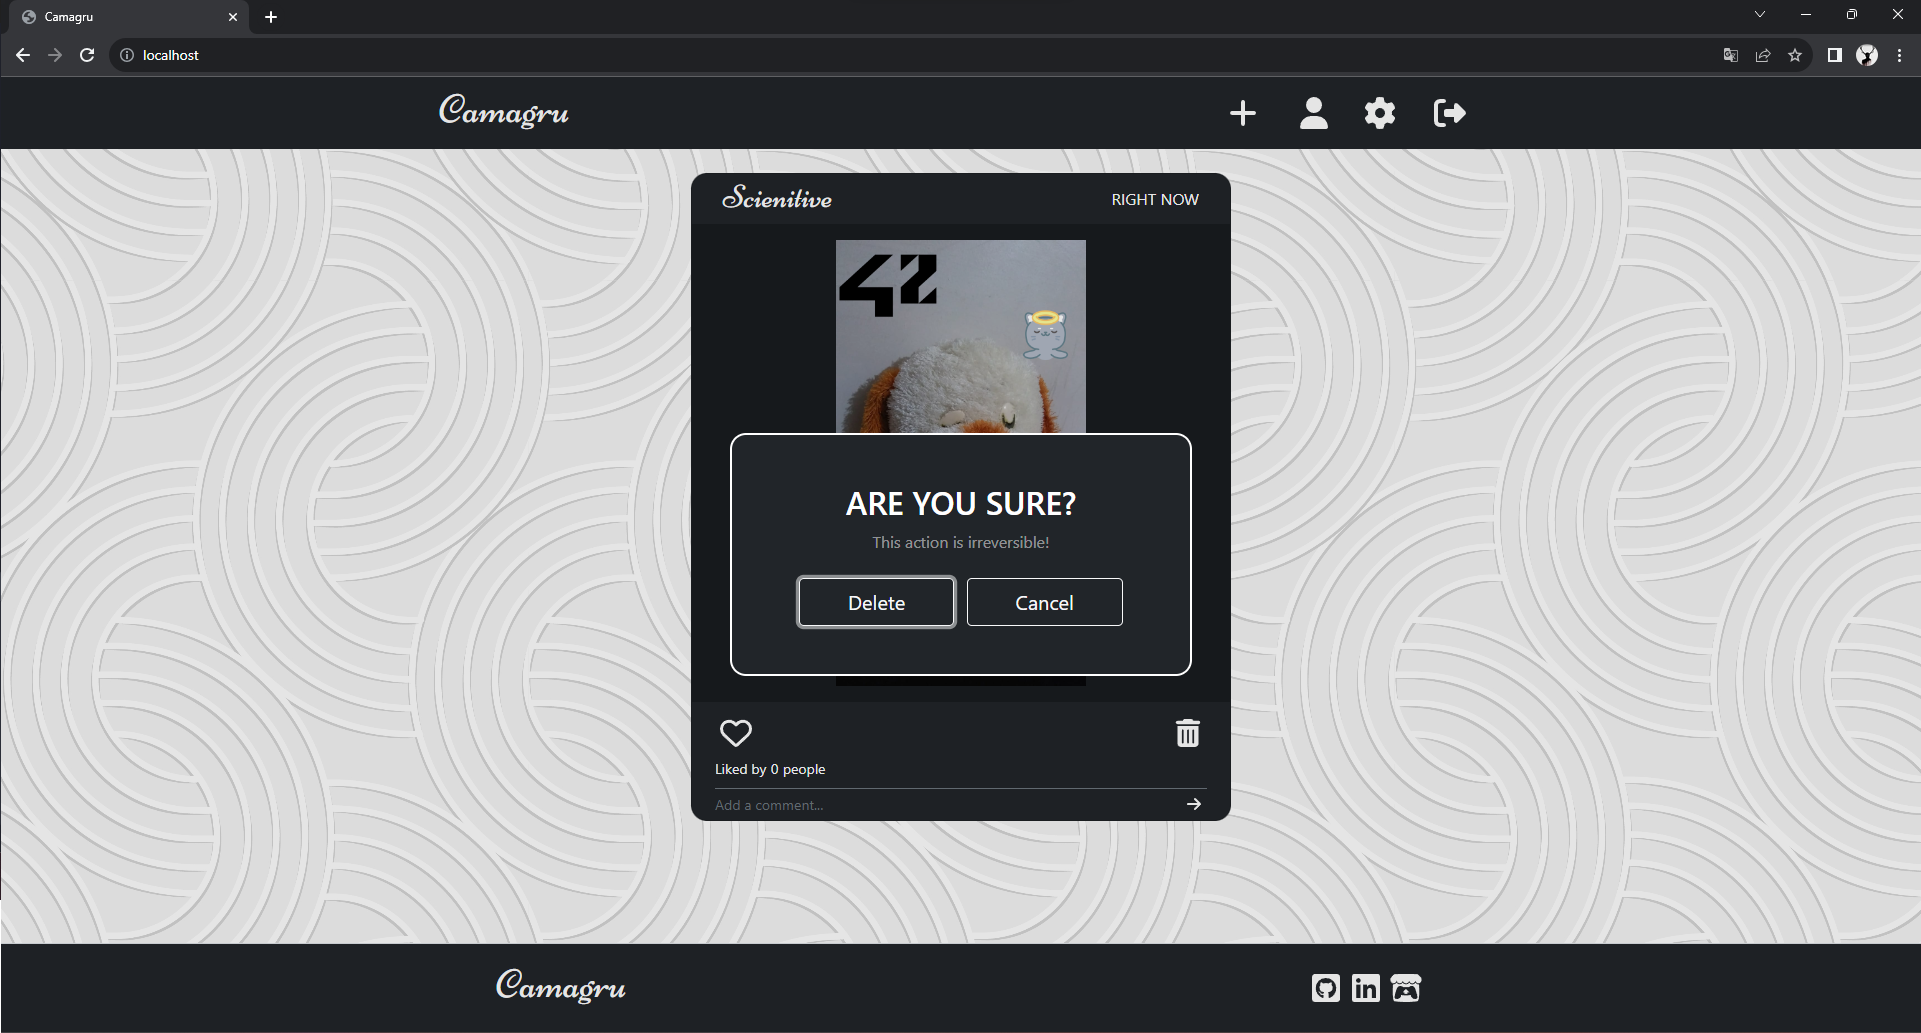 Camagru
localhost
Camagru
Scienitive
RIGHT NOW
42
ARE YOU SURE?
This action is irreversible!
Delete
Cancel
Liked by 0 people
Add a comment...
Camagru
in